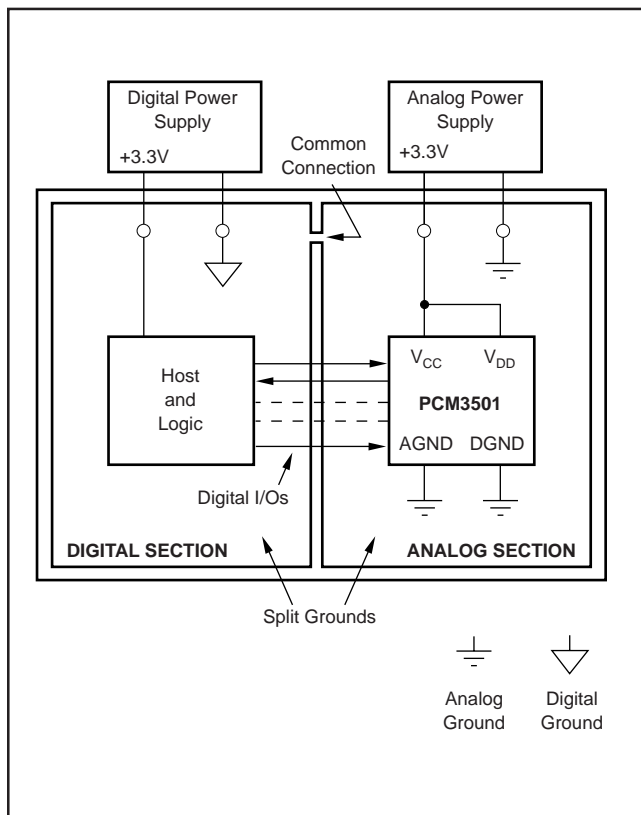 Digital Power
Supply
+3.3V
Analog Power
Supply
+3.3V
Common
Connection
Host
and
Logic
VCC VDD
PCM3501
AGND DGND
Digital I/Os
DIGITAL SECTION
ANALOG SECTION
Split Grounds
Analog
Ground
Digital
Ground